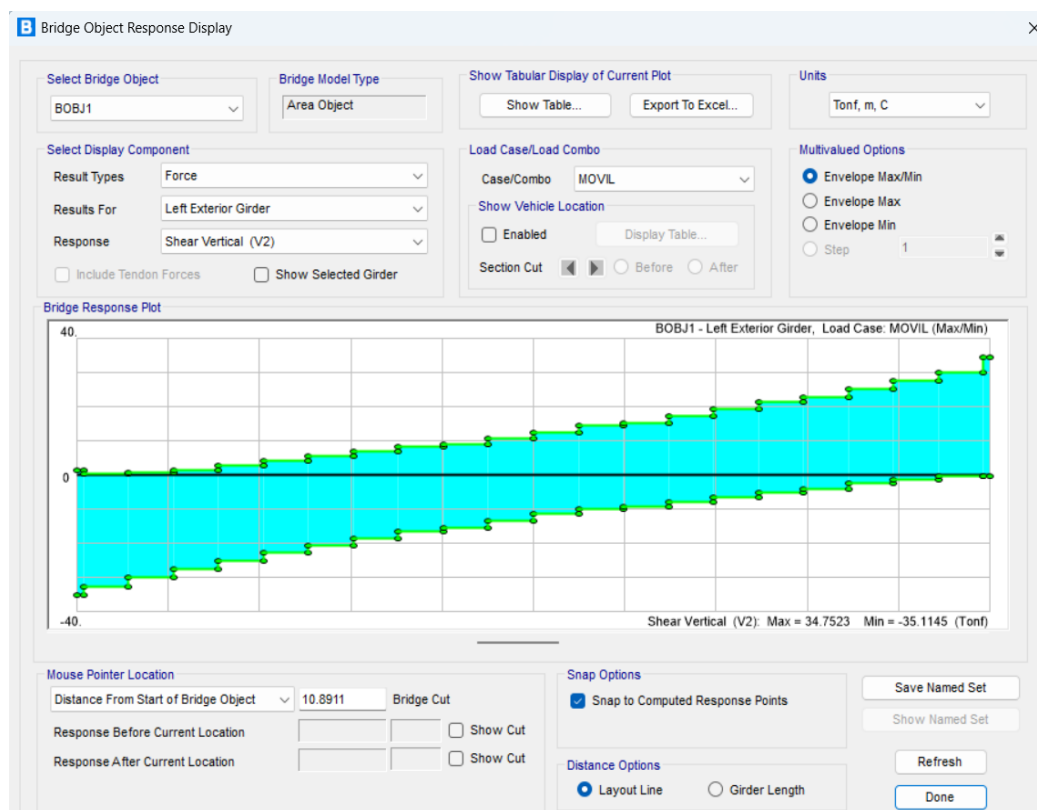 B Bridge Object Response Display
Select Bridge Object
BOBJ1
Bridge Model Type
Area Object
Show Tabular Display of Current Plot
Show Table...
Export To Excel...
Units
Tonf, m, C
Select Display Component
Result Types
Force
Results For
Left Exterior Girder
Response
Shear Vertical (V2)
Include Tendon Forces
Show Selected Girder
Load Case/Load Combo
Case/Combo
MOVIL
Show Vehicle Location
Enabled
Display Table...
Section Cut
Before
After
Multivalued Options
Envelope Max/Min
Envelope Max
Envelope Min
Step
1
Bridge Response Plot
40.
BOBJ1 - Left Exterior Girder, Load Case: MOVIL (Max/Min)
0
-40.
Shear Vertical (V2): Max = 34.7523 Min = -35.1145 (Tonf)
Mouse Pointer Location
Distance From Start of Bridge Object
10.8911
Bridge Cut
Response Before Current Location
Show Cut
Response After Current Location
Show Cut
Snap Options
Snap to Computed Response Points
Distance Options
Layout Line
Girder Length
Save Named Set
Show Named Set
Refresh
Done